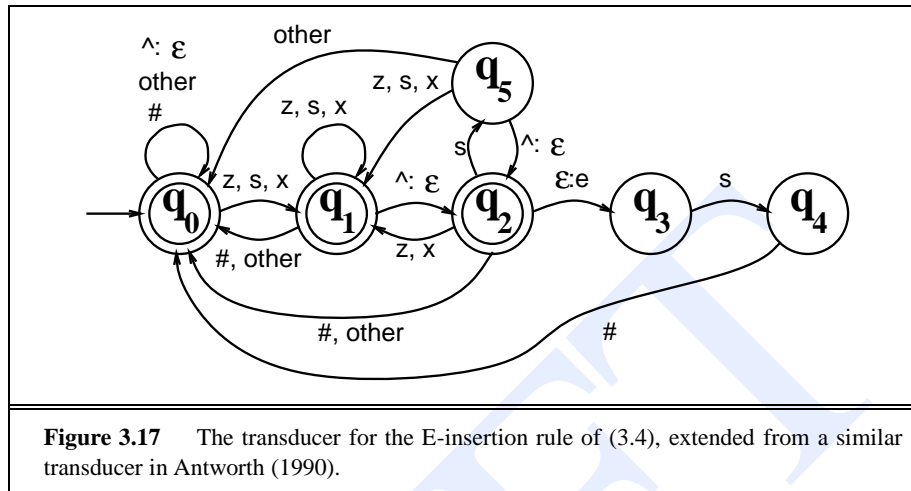 other
^: ε
other
#
z, s, x
z, s, x
q5
s
^: ε
ε:e
s
q0
z, s, x
q1
^: ε
q2
q3
q4
#, other
z, x
#, other
#
Figure 3.17 The transducer for the E-insertion rule of (3.4), extended from a similar
transducer in Antworth (1990).